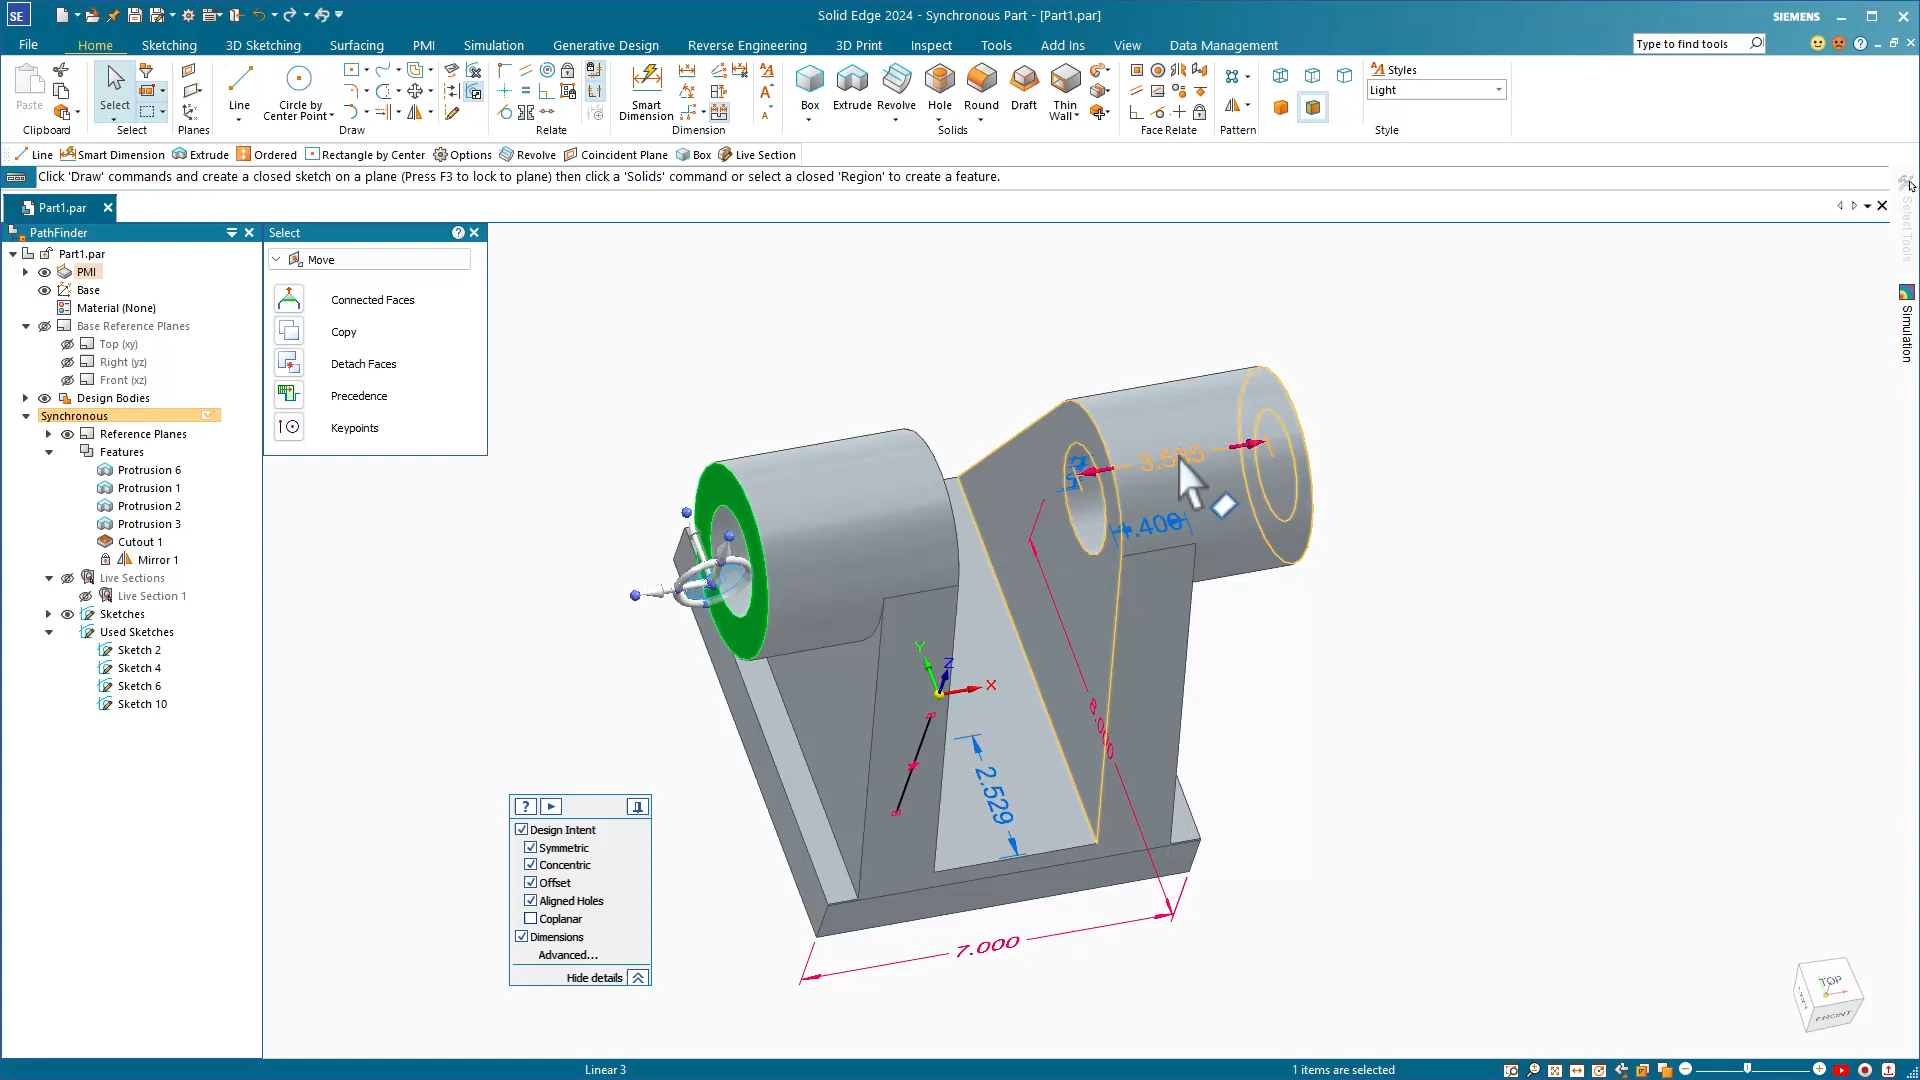 SE
Solid Edge 2024 - Synchronous Part - [Part1.par]
SIEMENS
File
Home
Sketching
3D Sketching
Surfacing
PMI
Simulation
Generative Design
Reverse Engineering
3D Print
Inspect
Tools
Add Ins
View
Data Management
Type to find tools
Paste
Clipboard
Select
Select
Planes
Line
Circle by
Center Point
Draw
Relate
Smart
Dimension
Dimension
Box
Extrude
Revolve
Hole
Round
Draft
Thin
Wall
Solids
Face Relate
Pattern
Styles
Light
Style
Line
Smart Dimension
Extrude
Ordered
Rectangle by Center
Options
Revolve
Coincident Plane
Box
Live Section
Click 'Draw' commands and create a closed sketch on a plane (Press F3 to lock to plane) then click a 'Solids' command or select a closed 'Region' to create a feature.
Part1.par
PathFinder
Part1.par
PMI
Base
Material (None)
Base Reference Planes
Top (xy)
Right (yz)
Front (xz)
Design Bodies
Synchronous
Reference Planes
Features
Protrusion 6
Protrusion 1
Protrusion 2
Protrusion 3
Cutout 1
Mirror 1
Live Sections
Live Section 1
Sketches
Used Sketches
Sketch 2
Sketch 4
Sketch 6
Sketch 10
Select
Move
Connected Faces
Copy
Detach Faces
Precedence
Keypoints
Select Tools
Simulation
.400
Y
Z
X
2.529
7.000
Design Intent
Symmetric
Concentric
Offset
Aligned Holes
Coplanar
Dimensions
Advanced...
Hide details
TOP
FRONT
Linear 3
1 items are selected